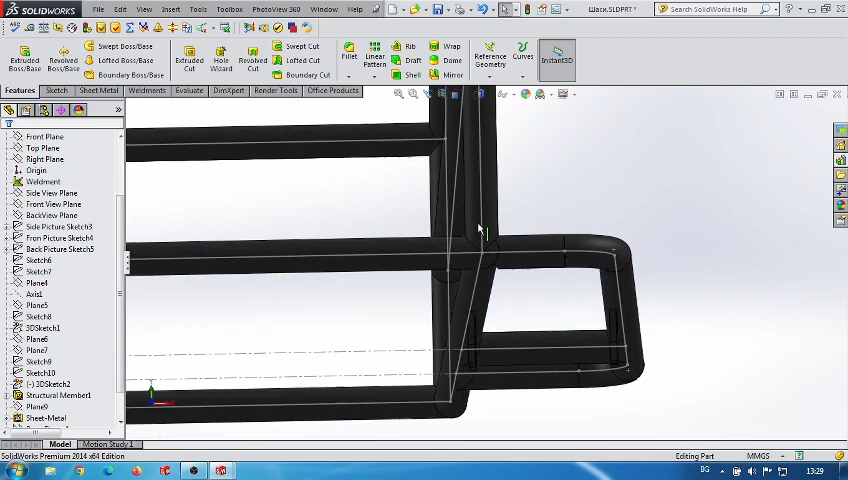 SOLIDWORKS File Edit View Insert Tools Toolbox PhotoView 360 Window Help Шаси.SLDPRT * Search SolidWorks Help
Extruded Boss/Base
Revolved Boss/Base
Swept Boss/Base
Lofted Boss/Base
Boundary Boss/Base
Extruded Cut
Hole Wizard
Revolved Cut
Swept Cut
Lofted Cut
Boundary Cut
Fillet
Linear Pattern
Rib
Draft
Shell
Wrap
Dome
Mirror
Reference Geometry
Curves
Instant3D
Features Sketch Sheet Metal Weldments Evaluate DimXpert Render Tools Office Products
Front Plane
Top Plane
Right Plane
Origin
Weldment
Side View Plane
Front View Plane
BackView Plane
Side Picture Sketch3
Fron Picture Sketch4
Back Picture Sketch5
Sketch6
Sketch7
Plane4
Axis1
Plane5
Sketch8
3DSketch1
Plane6
Plane7
Sketch9
Sketch10
(-) 3DSketch2
Structural Member1
Plane9
Sheet-Metal
Model Motion Study 1
SolidWorks Premium 2014 x64 Edition Editing Part MMGS
BG 13:29